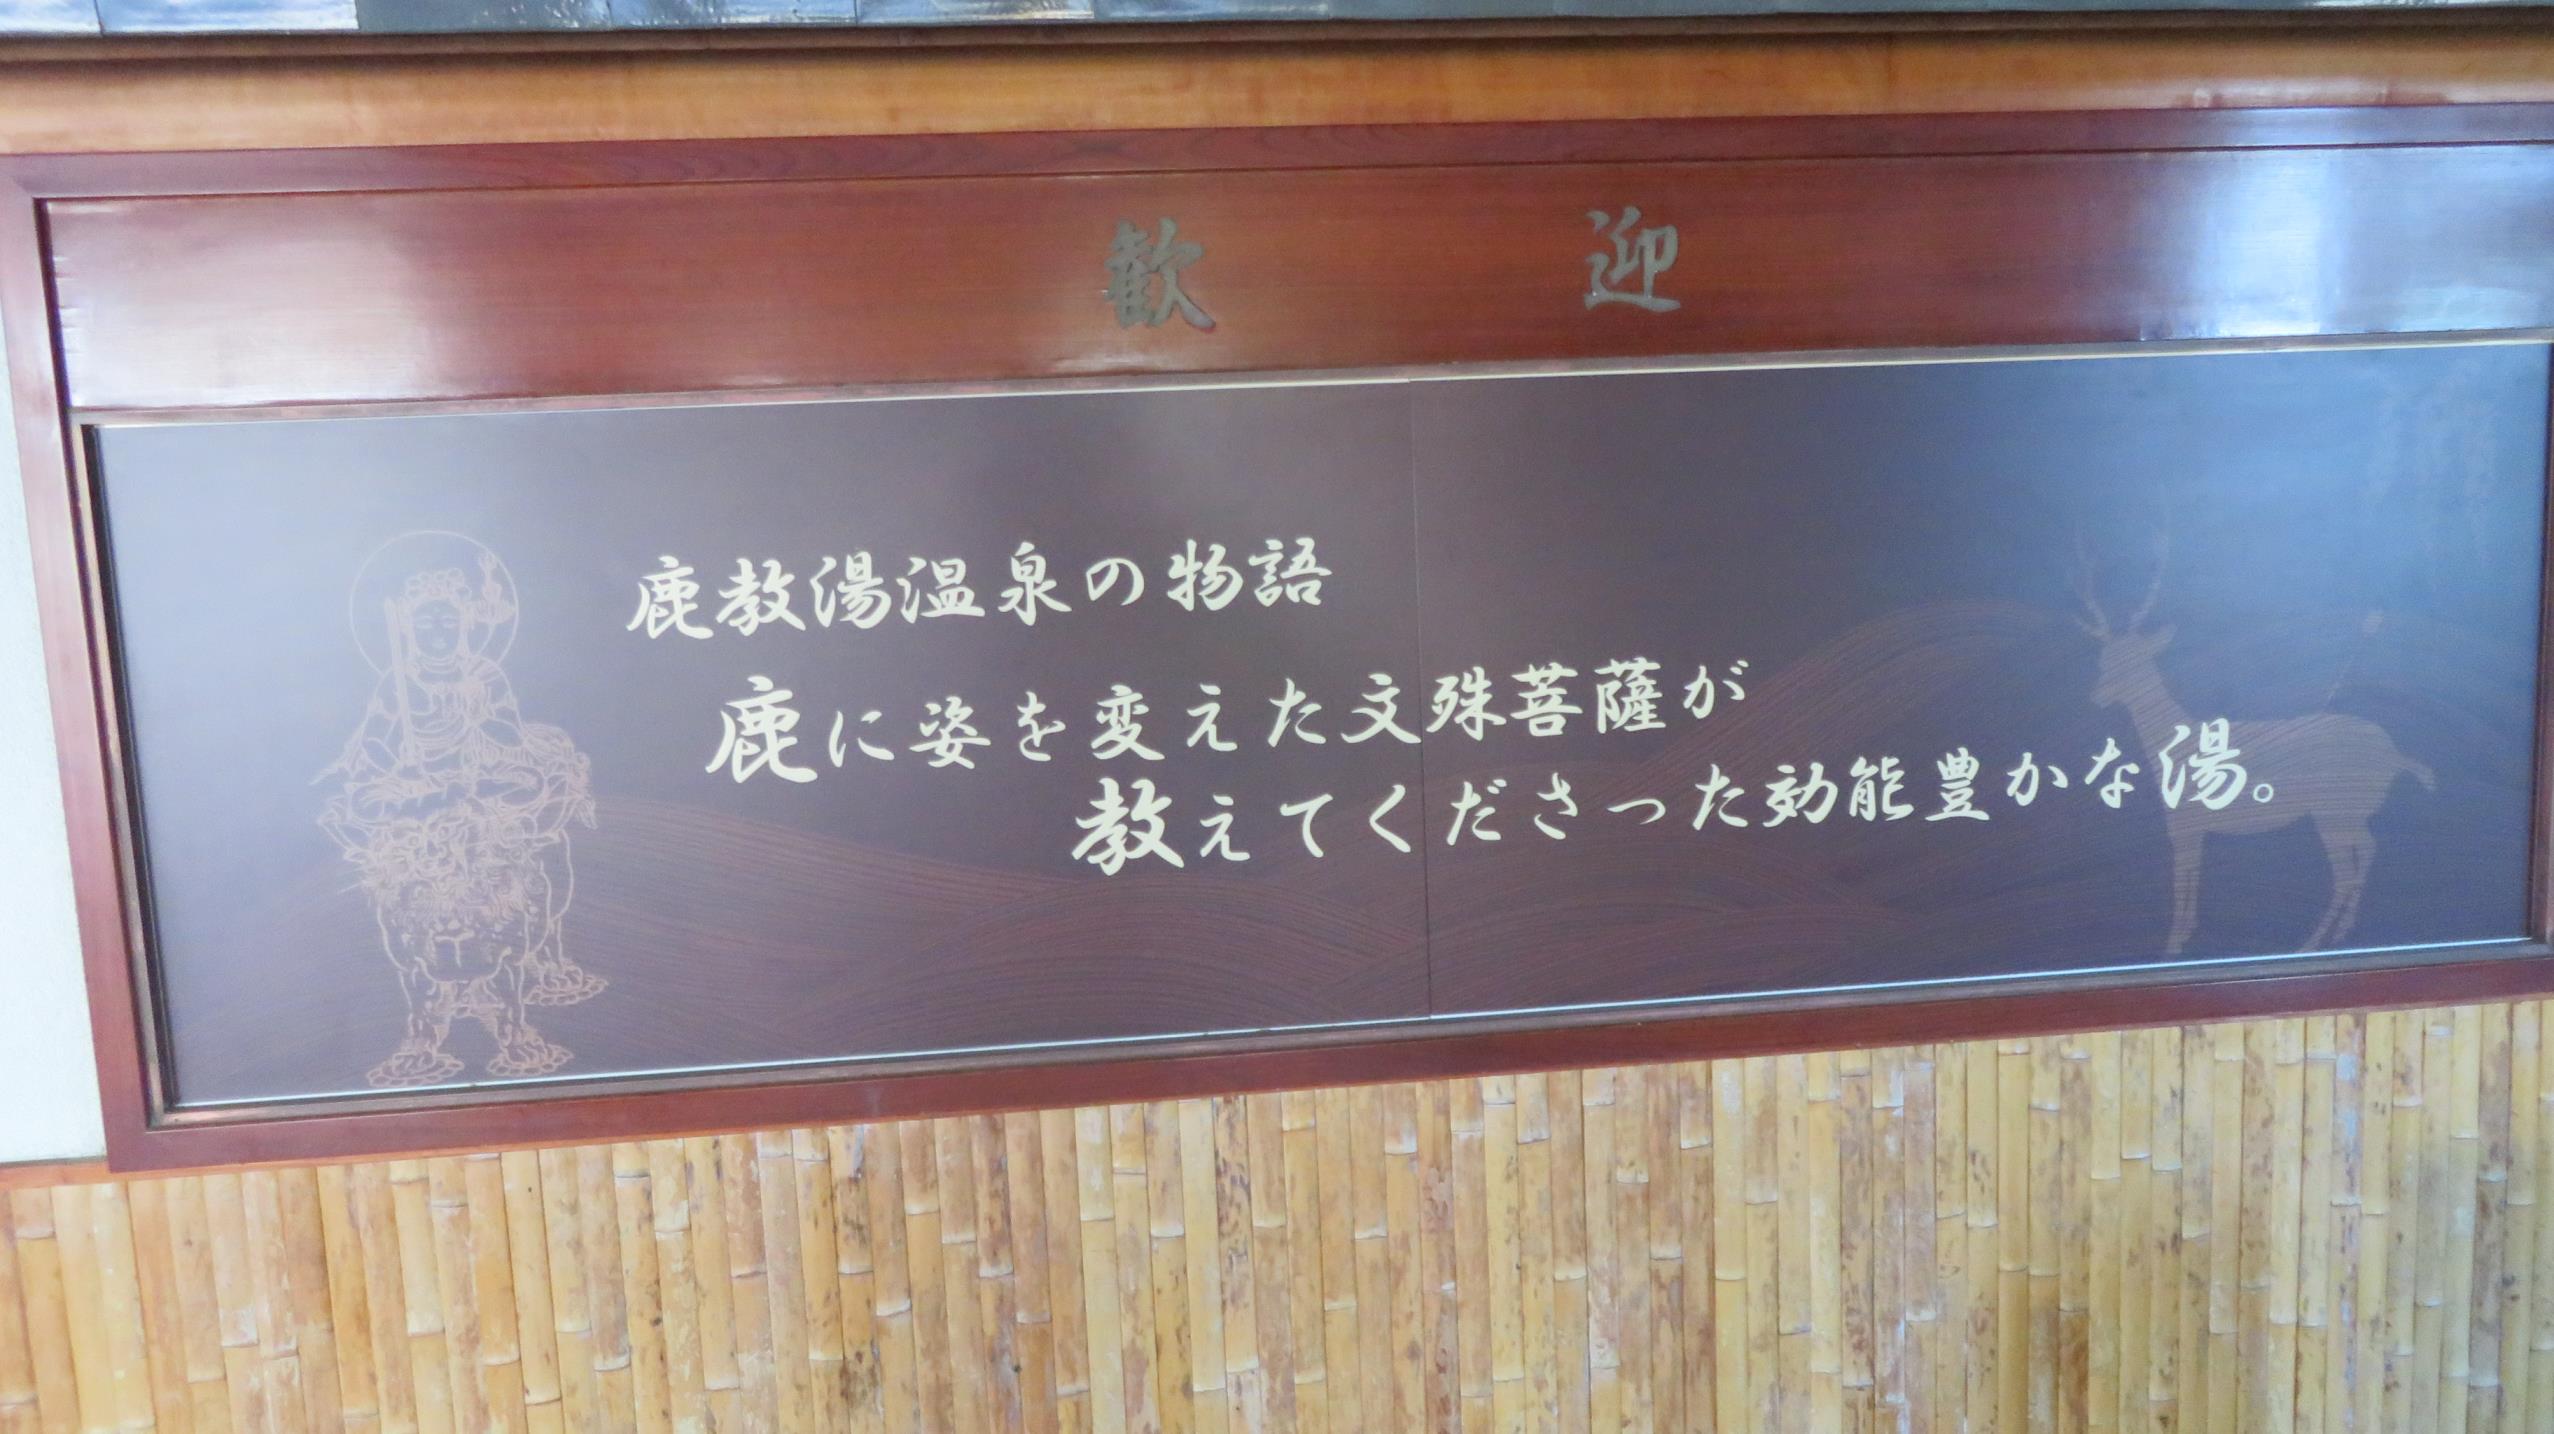 歓迎
鹿教湯温泉の物語
鹿に姿を変えた文殊菩薩が
教えてくださった効能豊かな湯。